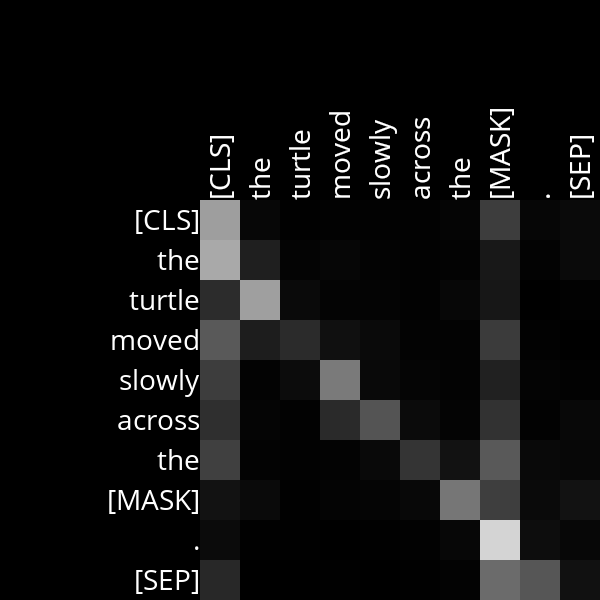 [CLS] the turtle moved slowly across the [MASK] . [SEP]
[CLS]
the
turtle
moved
slowly
across
the
[MASK]
.
[SEP]